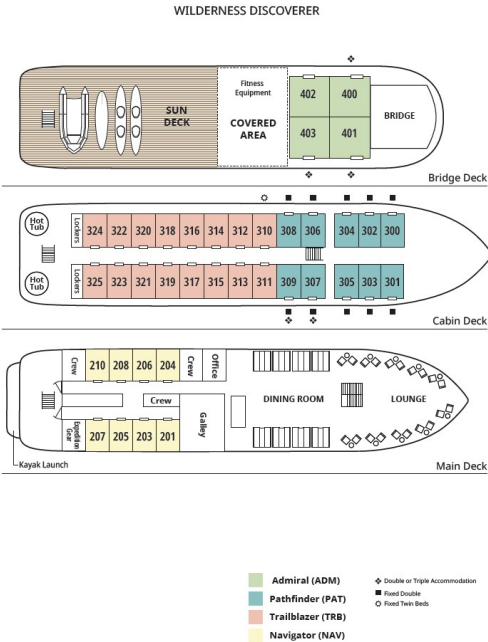 WILDERNESS DISCOVERER
Fitness
Equipment
SUN
DECK
COVERED
AREA
402 400
403 401
BRIDGE
Bridge Deck
Hot
Tub
Lockers
324 322 320 318 316 314 312 310 308 306 304 302 300
Hot
Tub
Lockers
325 323 321 319 317 315 313 311 309 307 305 303 301
Cabin Deck
Crew
210 208 206 204
Crew
Office
Crew
Galley
DINING ROOM
LOUNGE
Expedition
Gear
207 205 203 201
Kayak Launch
Main Deck
Admiral (ADM)
Pathfinder (PAT)
Trailblazer (TRB)
Navigator (NAV)
Double or Triple Accommodation
Fixed Double
Fixed Twin Beds